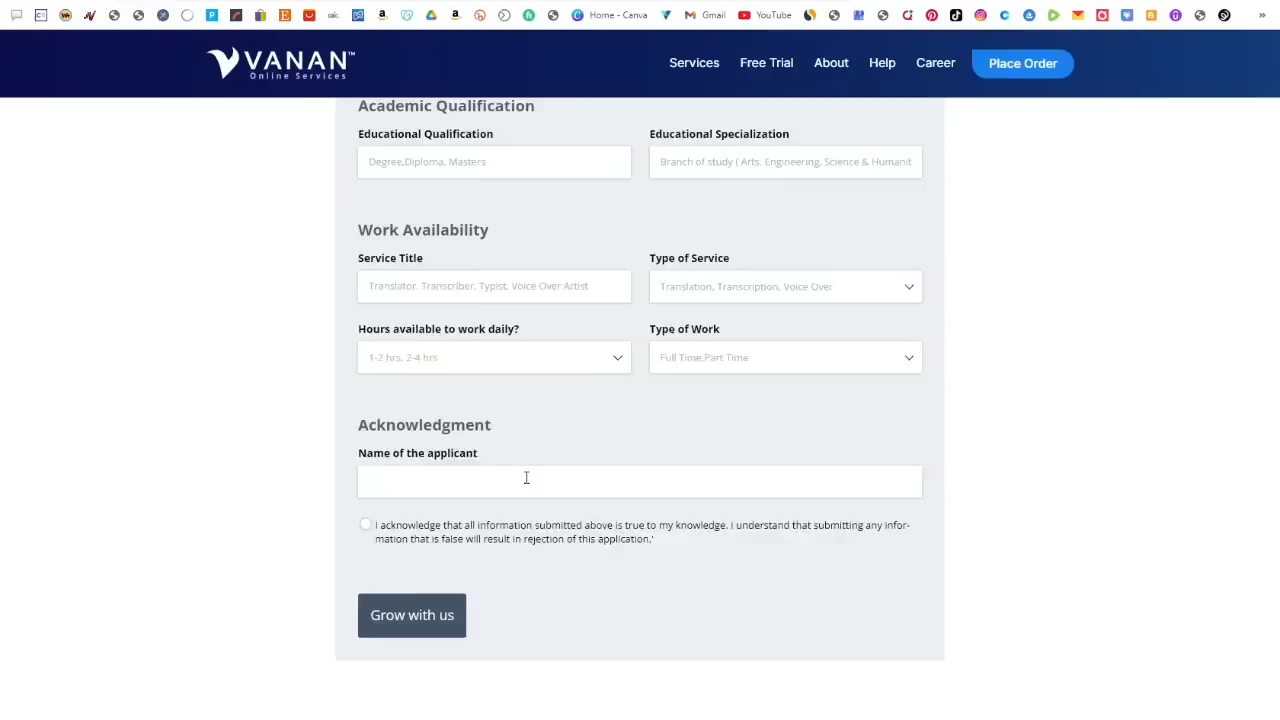 Home - Canva
Gmail
YouTube
»
VANAN™
Online Services
Services
Free Trial
About
Help
Career
Place Order
Academic Qualification
Educational Qualification
Educational Specialization
Degree,Diploma, Masters
Branch of study ( Arts, Engineering, Science & Humanit
Work Availability
Service Title
Type of Service
Translator, Transcriber, Typist, Voice Over Artist
Translation, Transcription, Voice Over
Hours available to work daily?
Type of Work
1-2 hrs, 2-4 hrs
Full Time,Part Time
Acknowledgment
Name of the applicant
I acknowledge that all information submitted above is true to my knowledge. I understand that submitting any infor-
mation that is false will result in rejection of this application.'
Grow with us